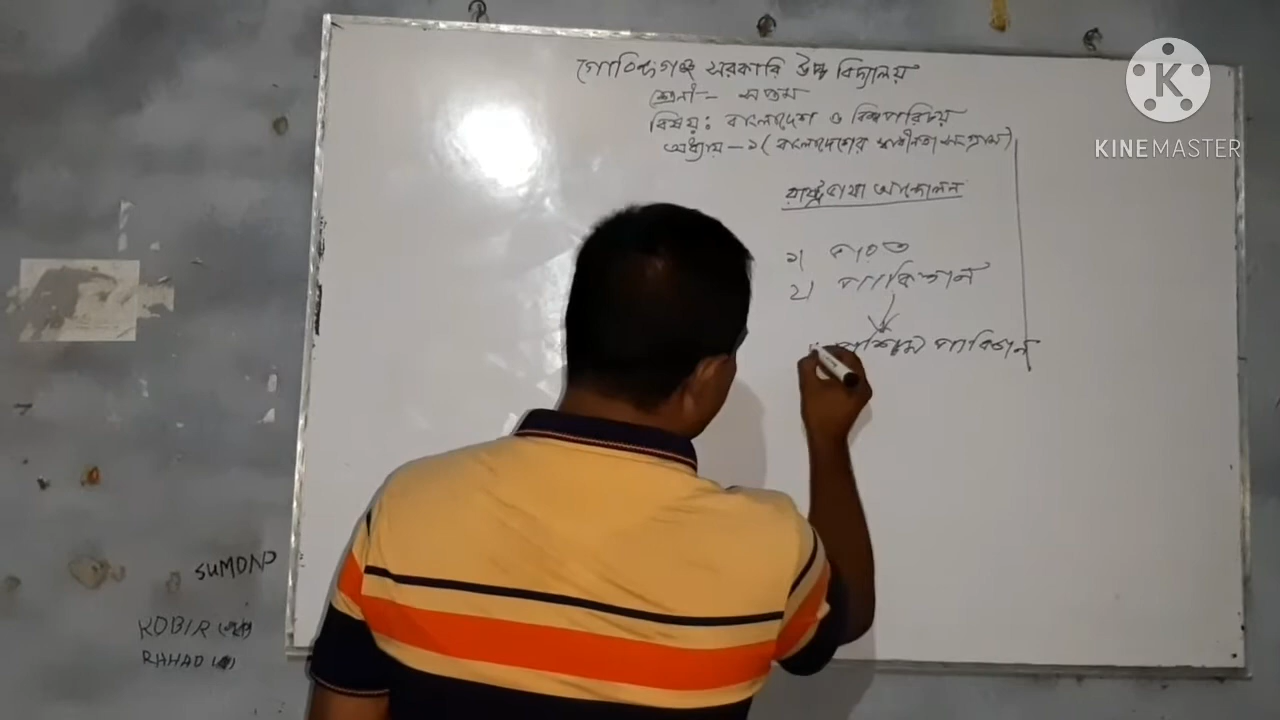 গোবিন্দগঞ্জ সরকারি উচ্চ বিদ্যালয়
শ্রেণী - সপ্তম
বিষয়: বাংলাদেশ ও বিশ্বপরিচয়
অধ্যায় - ১ (বাংলাদেশের স্বাধীনতা সংগ্রাম)
রাষ্ট্রভাষা আন্দোলন
১। ভারত
২। পাকিস্তান
পশ্চিম পাকিস্তান
K
KINEMASTER
SUMON
KOBIR
RAHAD